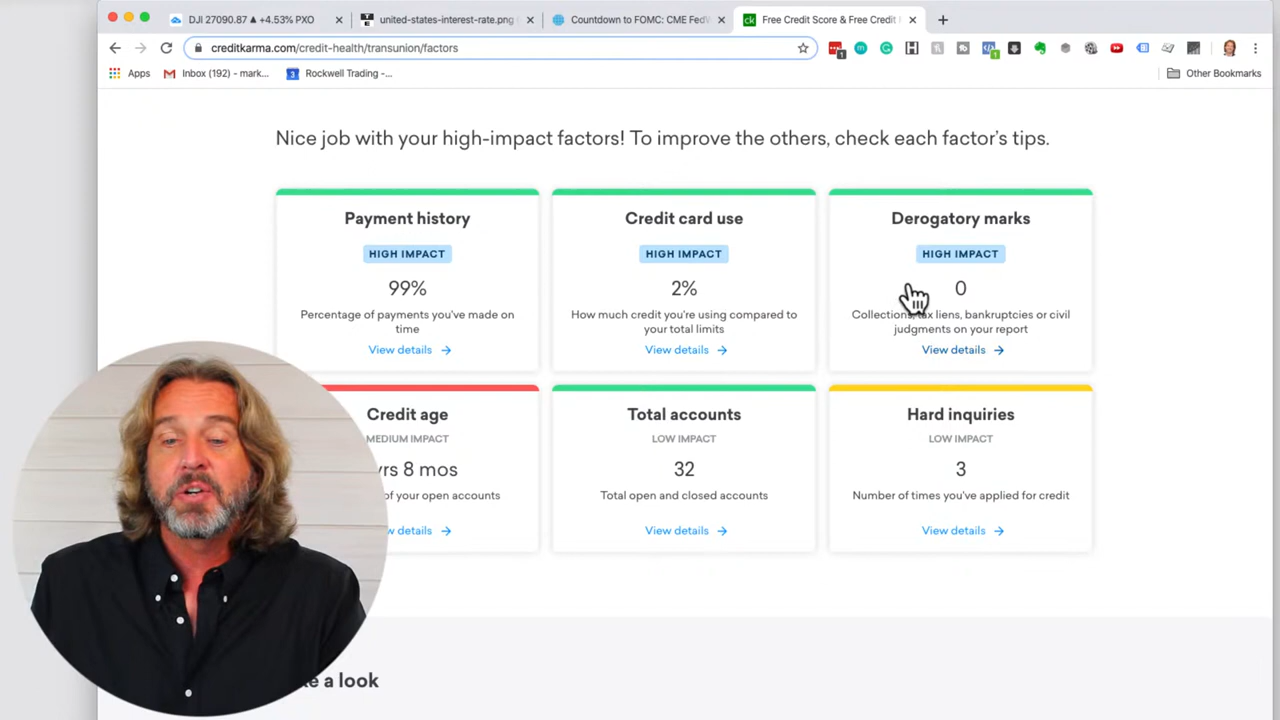 DJI 27090.87 ▲ +4.53% PXO
united-states-interest-rate.png
Countdown to FOMC: CME FedW
Free Credit Score & Free Credit
creditkarma.com/credit-health/transunion/factors
Apps
Inbox (192) - mark...
Rockwell Trading -...
Other Bookmarks
Nice job with your high-impact factors! To improve the others, check each factor's tips.
Payment history
HIGH IMPACT
99%
Percentage of payments you've made on
time
View details →
Credit card use
HIGH IMPACT
2%
How much credit you're using compared to
your total limits
View details →
Derogatory marks
HIGH IMPACT
0
Collections, tax liens, bankruptcies or civil
judgments on your report
View details →
Credit age
MEDIUM IMPACT
yrs 8 mos
of your open accounts
details →
Total accounts
LOW IMPACT
32
Total open and closed accounts
View details →
Hard inquiries
LOW IMPACT
3
Number of times you've applied for credit
View details →
a look